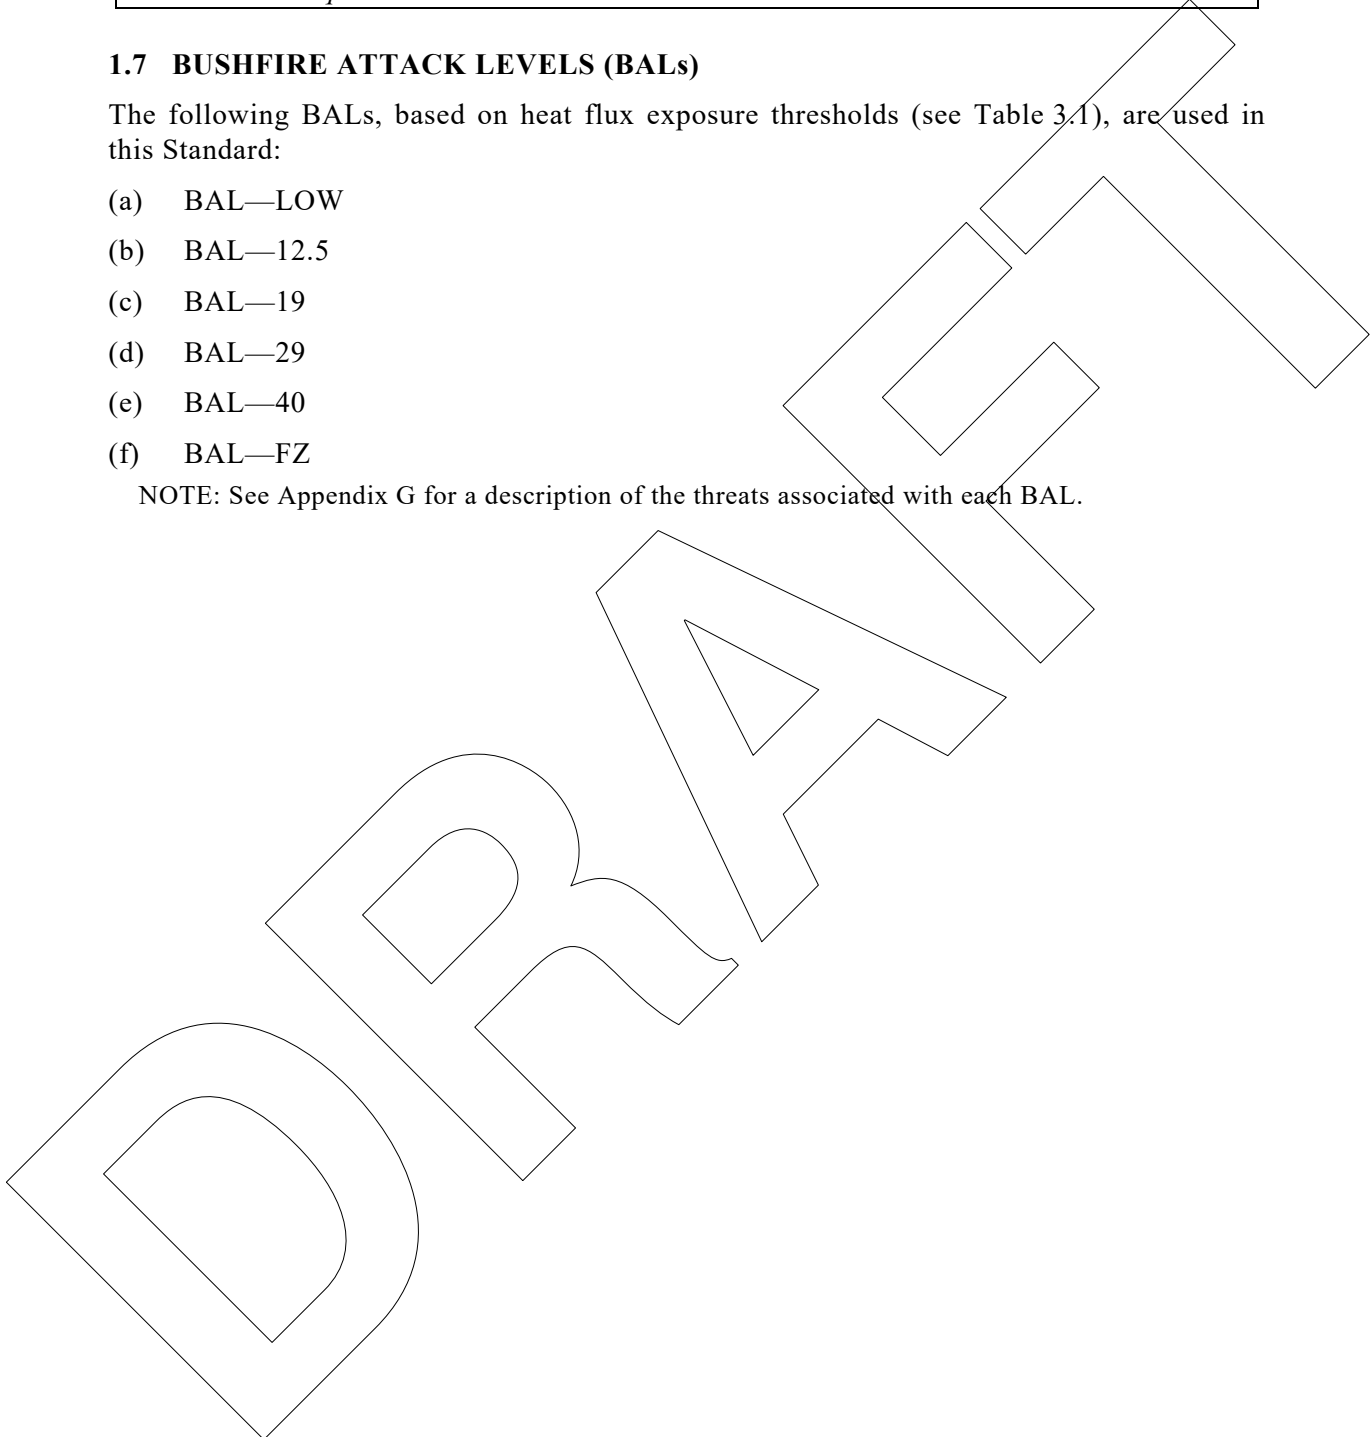 1.7 BUSHFIRE ATTACK LEVELS (BALs)
The following BALs, based on heat flux exposure thresholds (see Table 3.1), are used in
this Standard:
(a) BAL—LOW
(b) BAL—12.5
(c) BAL—19
(d) BAL—29
(e) BAL—40
(f) BAL—FZ
NOTE: See Appendix G for a description of the threats associated with each BAL.
DRAFT